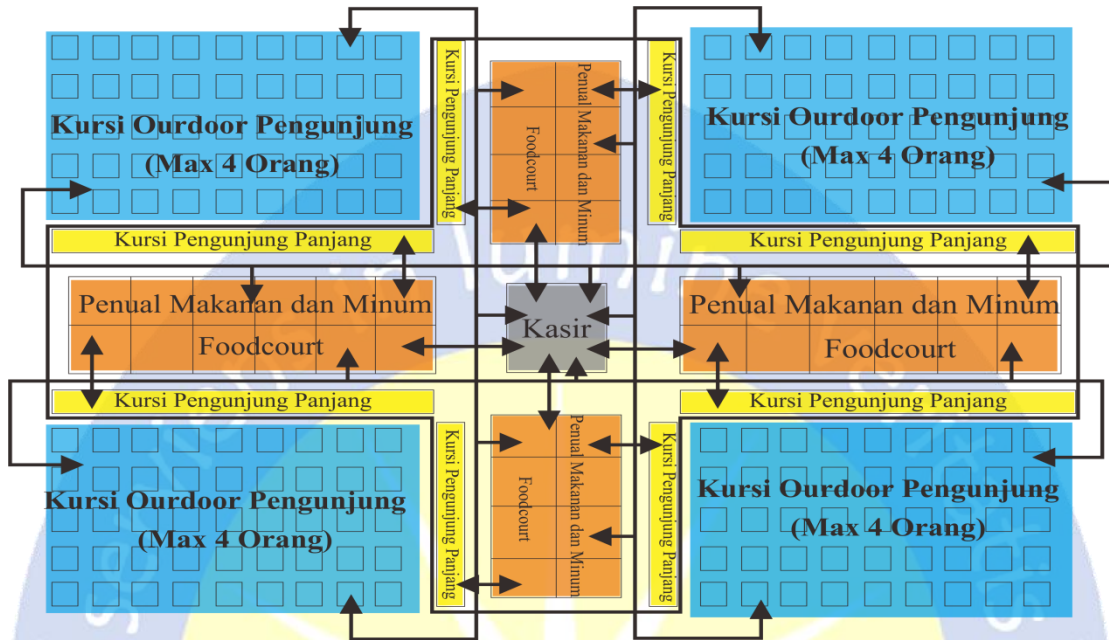 Kursi Ourdoor Pengunjung
(Max 4 Orang)
Kursi Pengunjung Panjang
Foodcourt
Penual Makanan dan Minum
Kursi Pengunjung Panjang
Kursi Ourdoor Pengunjung
(Max 4 Orang)
Kursi Pengunjung Panjang
Kursi Pengunjung Panjang
Penual Makanan dan Minum
Foodcourt
Kasir
Penual Makanan dan Minum
Foodcourt
Kursi Pengunjung Panjang
Kursi Pengunjung Panjang
Kursi Ourdoor Pengunjung
(Max 4 Orang)
Kursi Pengunjung Panjang
Foodcourt
Penual Makanan dan Minum
Kursi Pengunjung Panjang
Kursi Ourdoor Pengunjung
(Max 4 Orang)